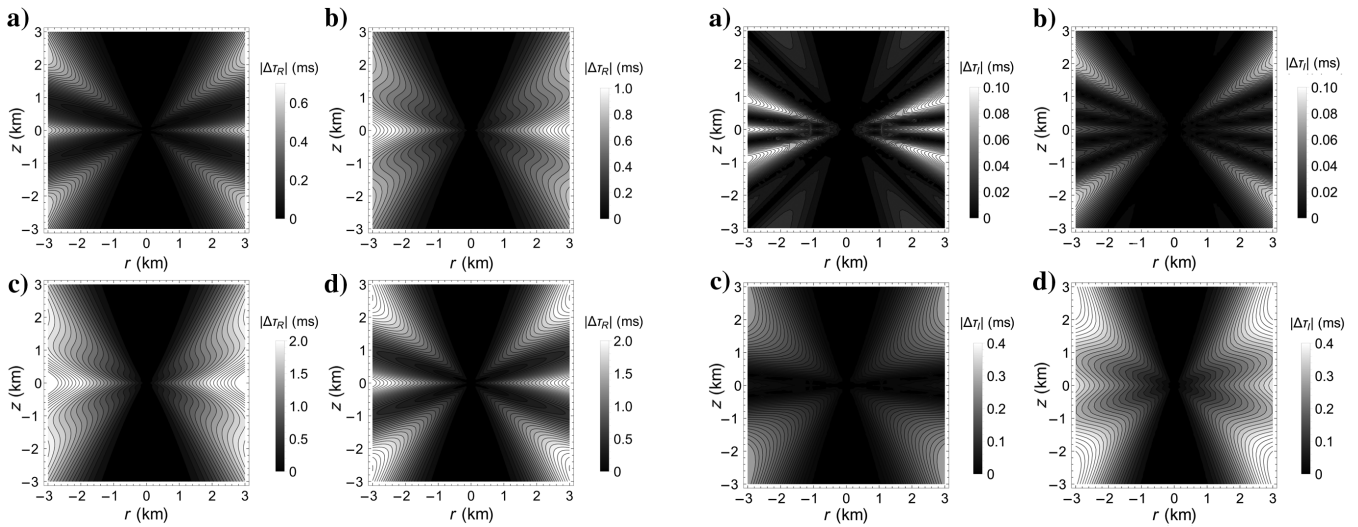 a)
3
2
1
0
−1
−2
−3
z (km)
−3 −2 −1 0 1 2 3
r (km)
|Δτ_R| (ms)
0.6
0.4
0.2
0
b)
3
2
1
0
−1
−2
−3
z (km)
−3 −2 −1 0 1 2 3
r (km)
|Δτ_R| (ms)
1.0
0.8
0.6
0.4
0.2
0
a)
3
2
1
0
−1
−2
−3
z (km)
−3 −2 −1 0 1 2 3
r (km)
|Δτ_I| (ms)
0.10
0.08
0.06
0.04
0.02
0
b)
3
2
1
0
−1
−2
−3
z (km)
−3 −2 −1 0 1 2 3
r (km)
|Δτ_I| (ms)
0.10
0.08
0.06
0.04
0.02
0
c)
3
2
1
0
−1
−2
−3
z (km)
−3 −2 −1 0 1 2 3
r (km)
|Δτ_R| (ms)
2.0
1.5
1.0
0.5
0
d)
3
2
1
0
−1
−2
−3
z (km)
−3 −2 −1 0 1 2 3
r (km)
|Δτ_R| (ms)
2.0
1.5
1.0
0.5
0
c)
3
2
1
0
−1
−2
−3
z (km)
−3 −2 −1 0 1 2 3
r (km)
|Δτ_I| (ms)
0.4
0.3
0.2
0.1
0
d)
3
2
1
0
−1
−2
−3
z (km)
−3 −2 −1 0 1 2 3
r (km)
|Δτ_I| (ms)
0.4
0.3
0.2
0.1
0